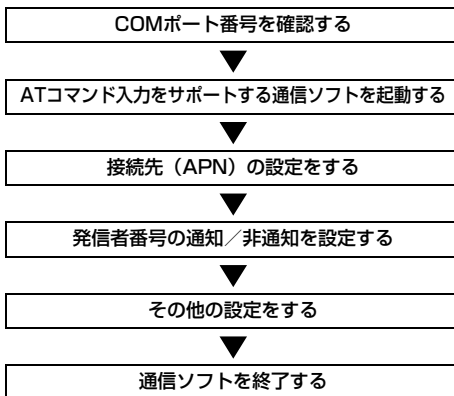 COMポート番号を確認する
ATコマンド入力をサポートする通信ソフトを起動する
接続先（APN）の設定をする
発信者番号の通知／非通知を設定する
その他の設定をする
通信ソフトを終了する